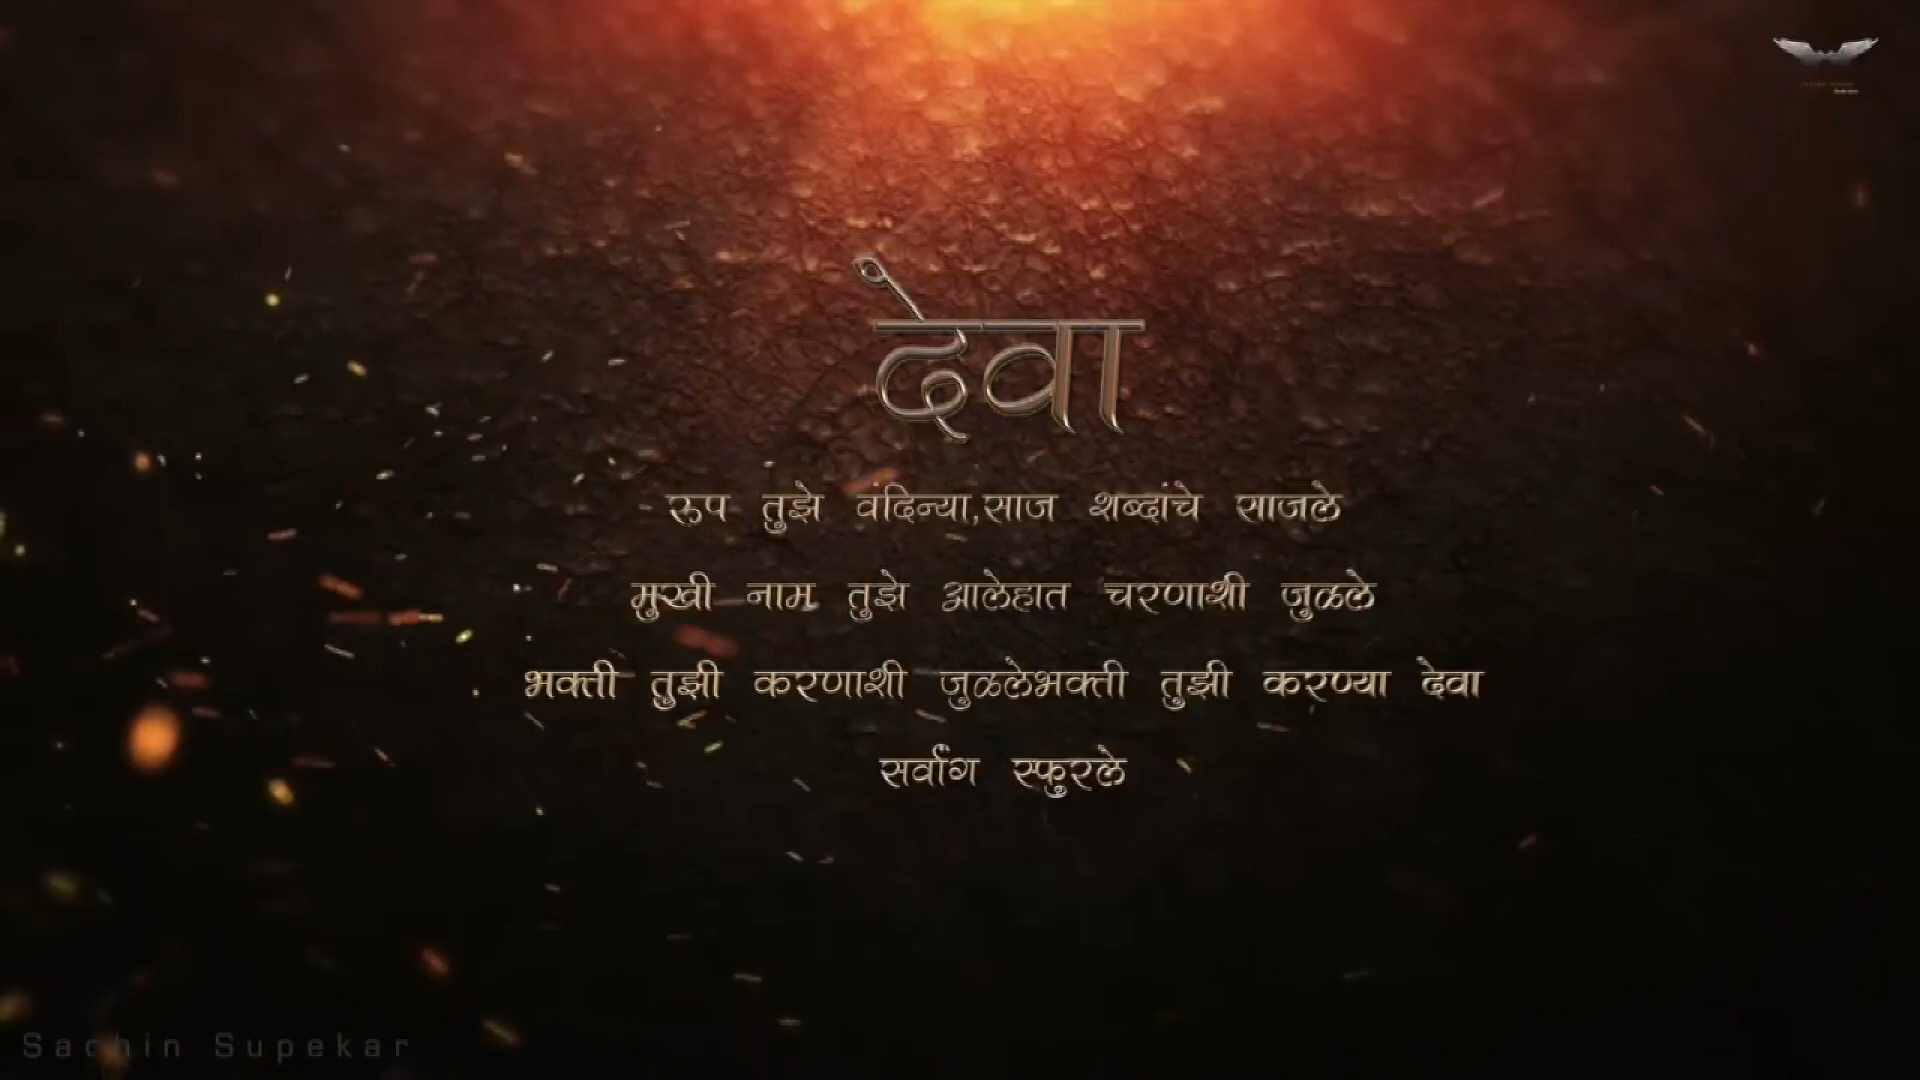 देवा
रूप तुझे वंदिन्या,साज शब्दांचे साजले
मुखी नाम तुझे आलेहात चरणाशी जुळले
भक्ती तुझी करणाशी जुळलेभक्ती तुझी करण्या देवा
सर्वांग स्फुरले
Sachin Supekar